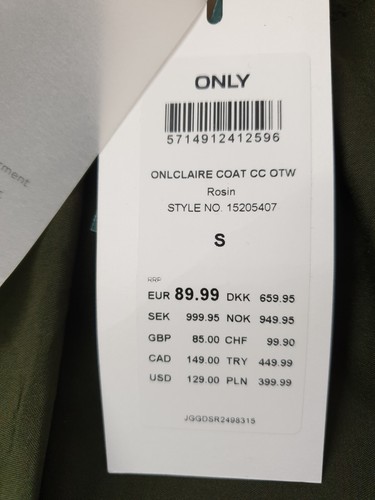 ONLY
5714912412596
ONLCLAIRE COAT CC OTW
Rosin
STYLE NO. 15205407
S
RRP
EUR 89.99 DKK 659.95
SEK 999.95 NOK 949.95
GBP 85.00 CHF 99.90
CAD 149.00 TRY 449.99
USD 129.00 PLN 399.99
JGGDSR2498315